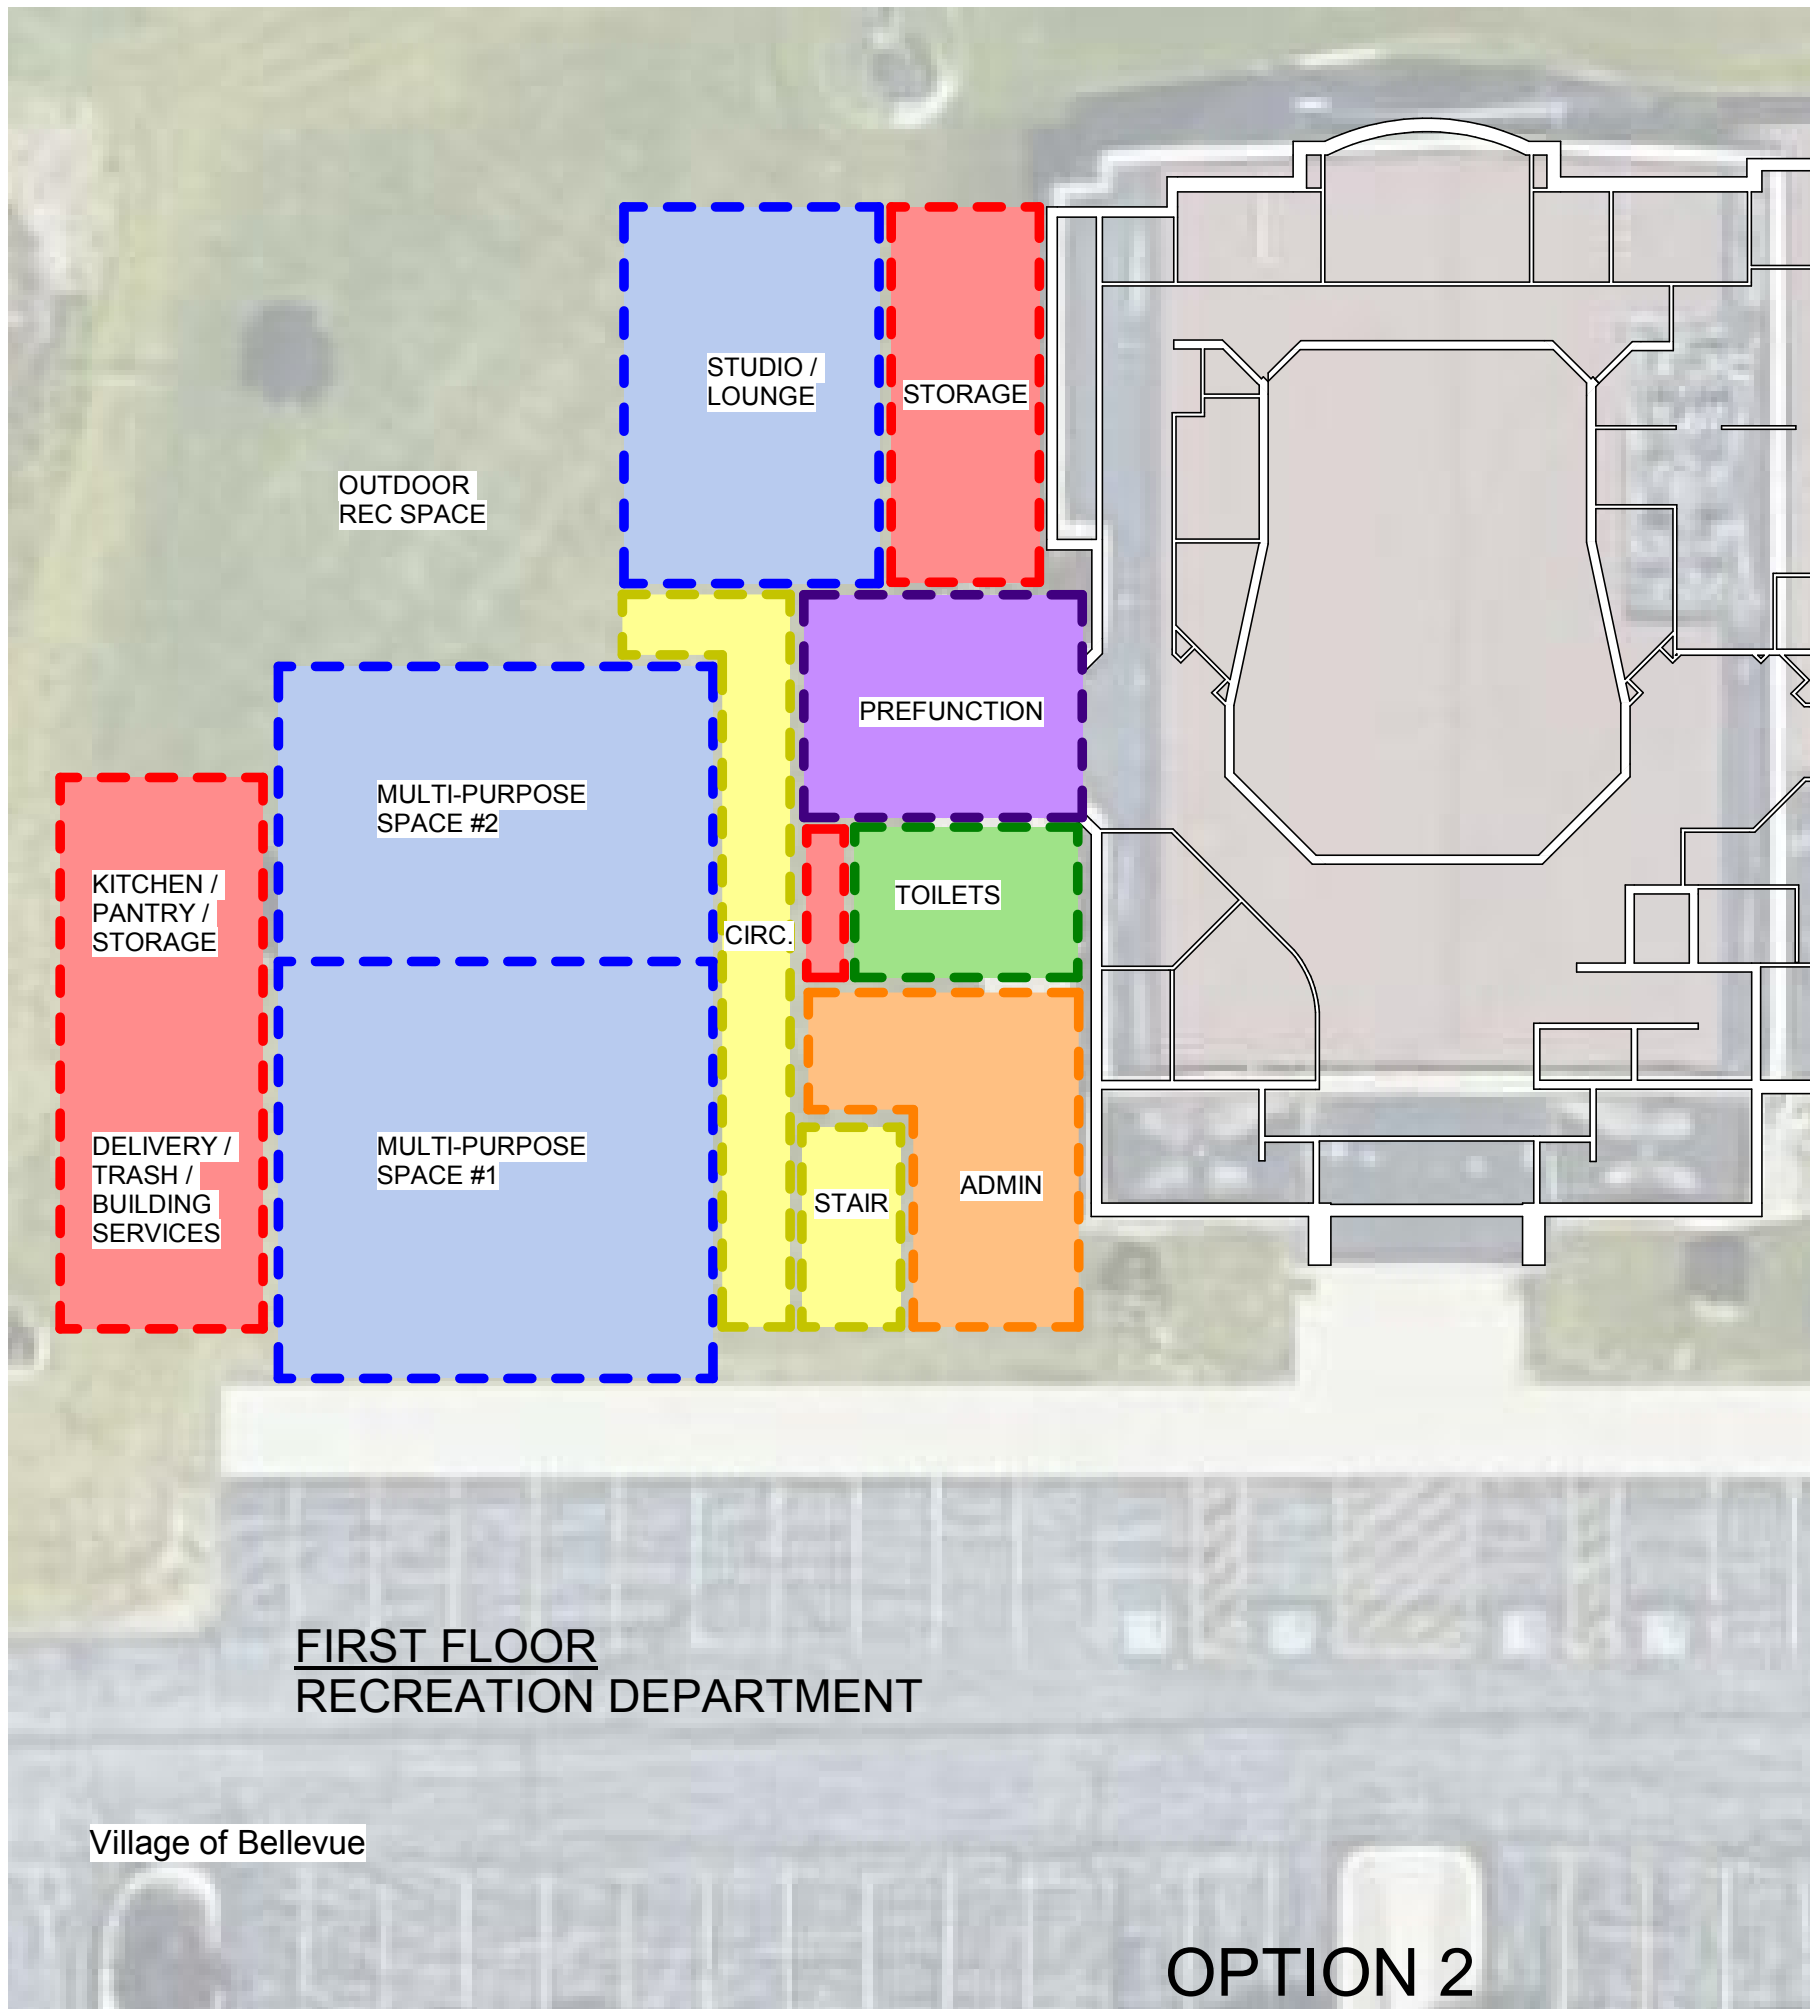 STUDIO /
LOUNGE
STORAGE
OUTDOOR
REC SPACE
PREFUNCTION
MULTI-PURPOSE
SPACE #2
KITCHEN /
PANTRY /
STORAGE
TOILETS
CIRC.
DELIVERY /
TRASH /
BUILDING
SERVICES
MULTI-PURPOSE
SPACE #1
STAIR
ADMIN
FIRST FLOOR
RECREATION DEPARTMENT
Village of Bellevue
OPTION 2